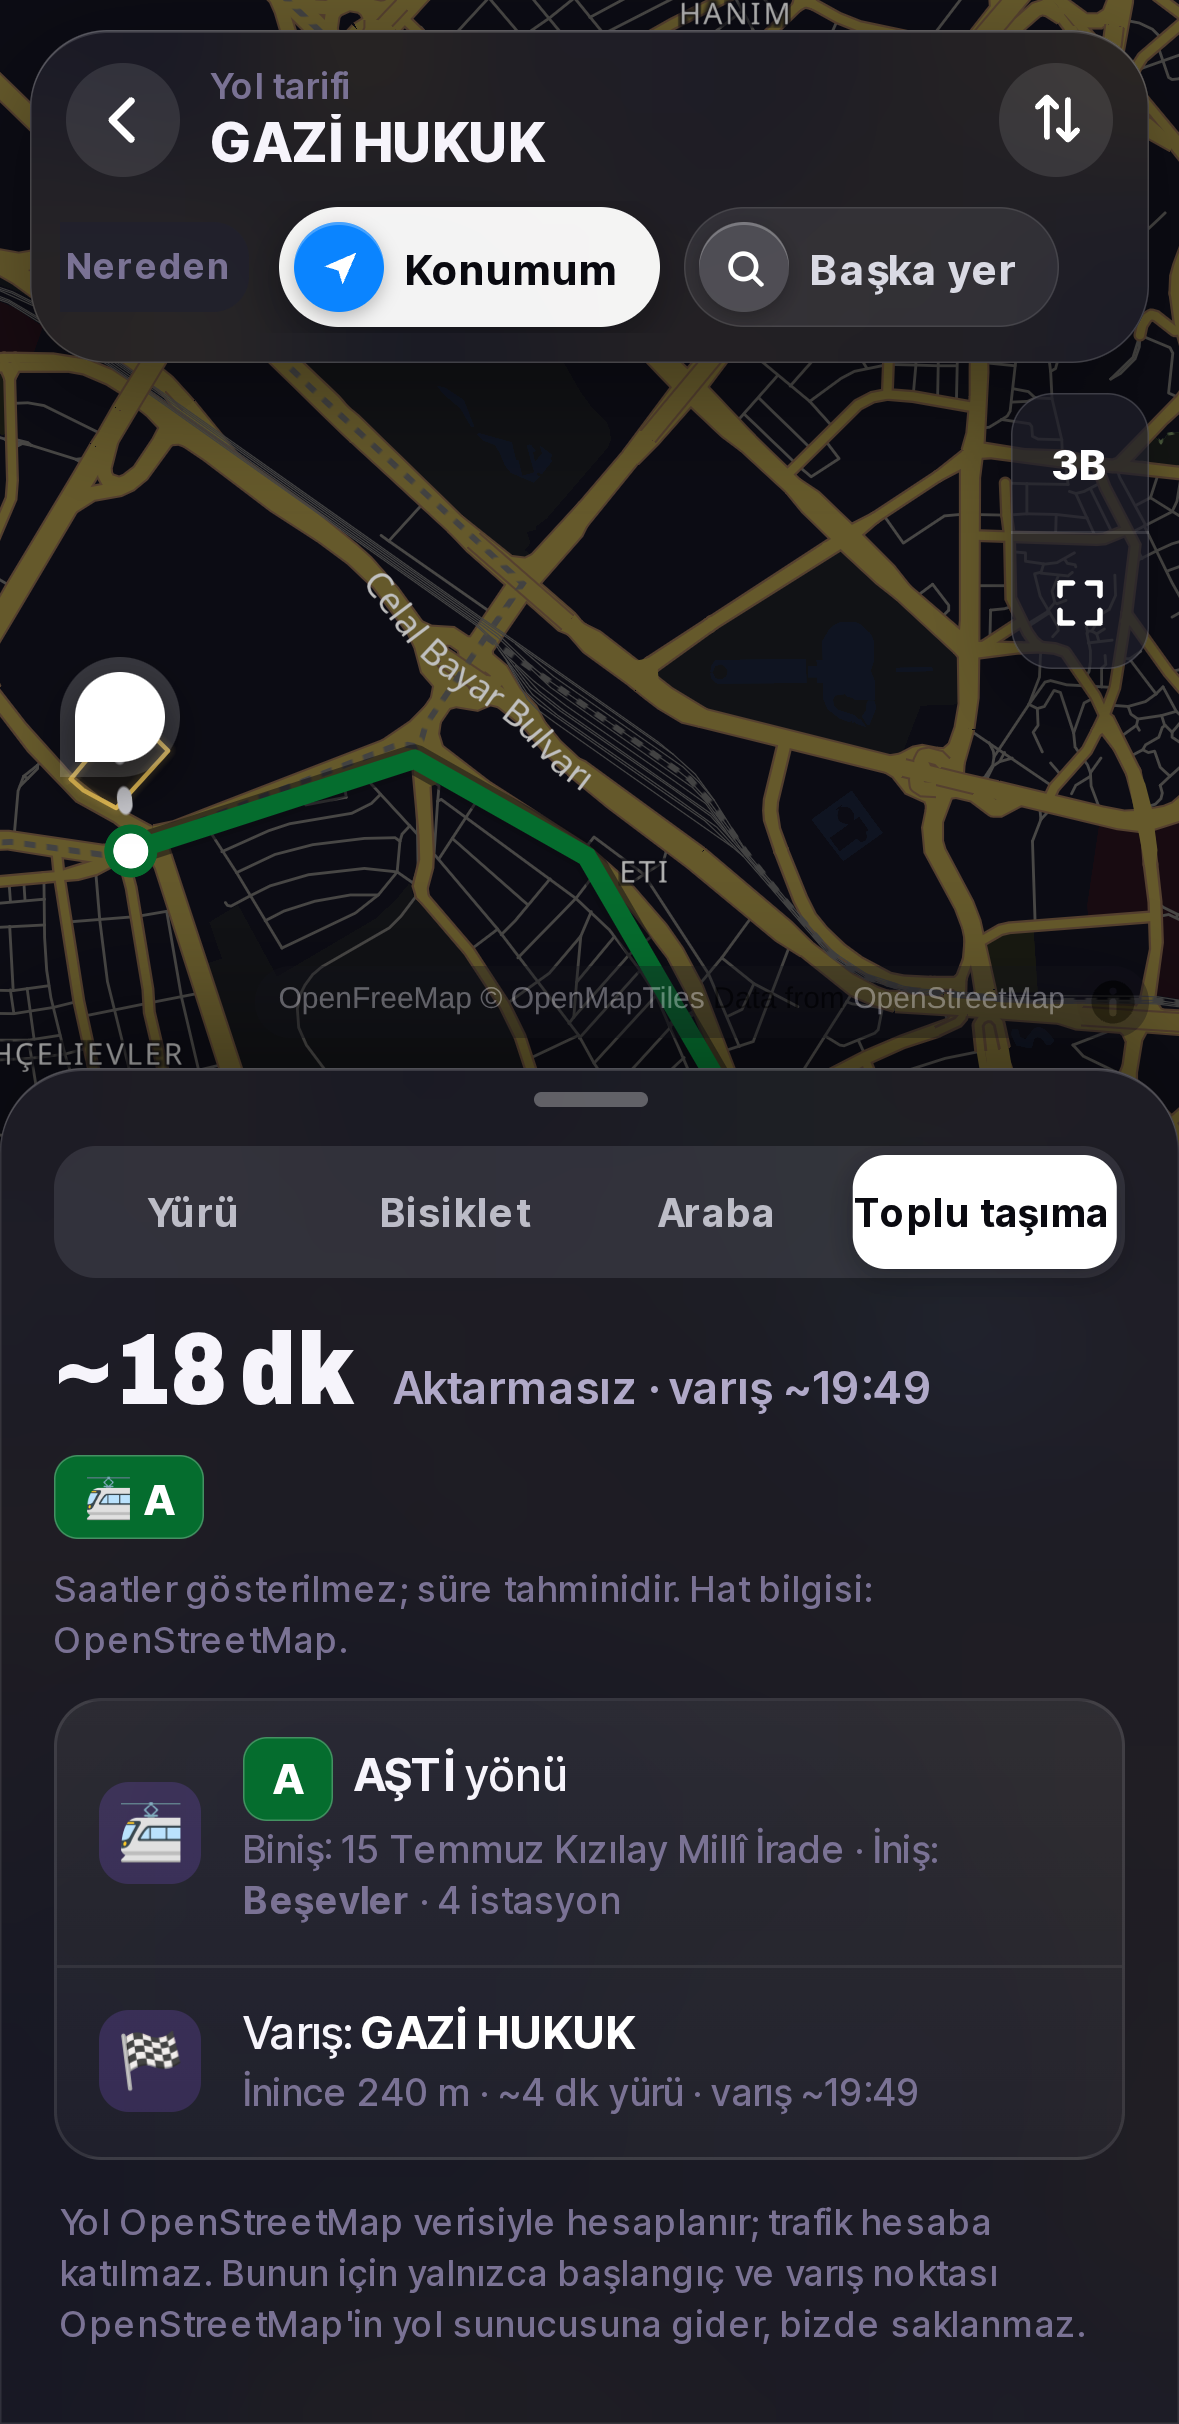 HANIM
Yol tarifi
GAZİ HUKUK
Nereden
Konumum
Başka yer
3B
Celal Bayar Bulvarı
ETI
OpenFreeMap © OpenMapTiles Data from OpenStreetMap
HÇELIEVLER
Yürü
Bisiklet
Araba
Toplu taşıma
~18 dk
Aktarmasız · varış ~19:49
A
Saatler gösterilmez; süre tahminidir. Hat bilgisi:
OpenStreetMap.
A AŞTİ yönü
Biniş: 15 Temmuz Kızılay Millî İrade · İniş:
Beşevler · 4 istasyon
Varış: GAZİ HUKUK
İnince 240 m · ~4 dk yürü · varış ~19:49
Yol OpenStreetMap verisiyle hesaplanır; trafik hesaba
katılmaz. Bunun için yalnızca başlangıç ve varış noktası
OpenStreetMap'in yol sunucusuna gider, bizde saklanmaz.